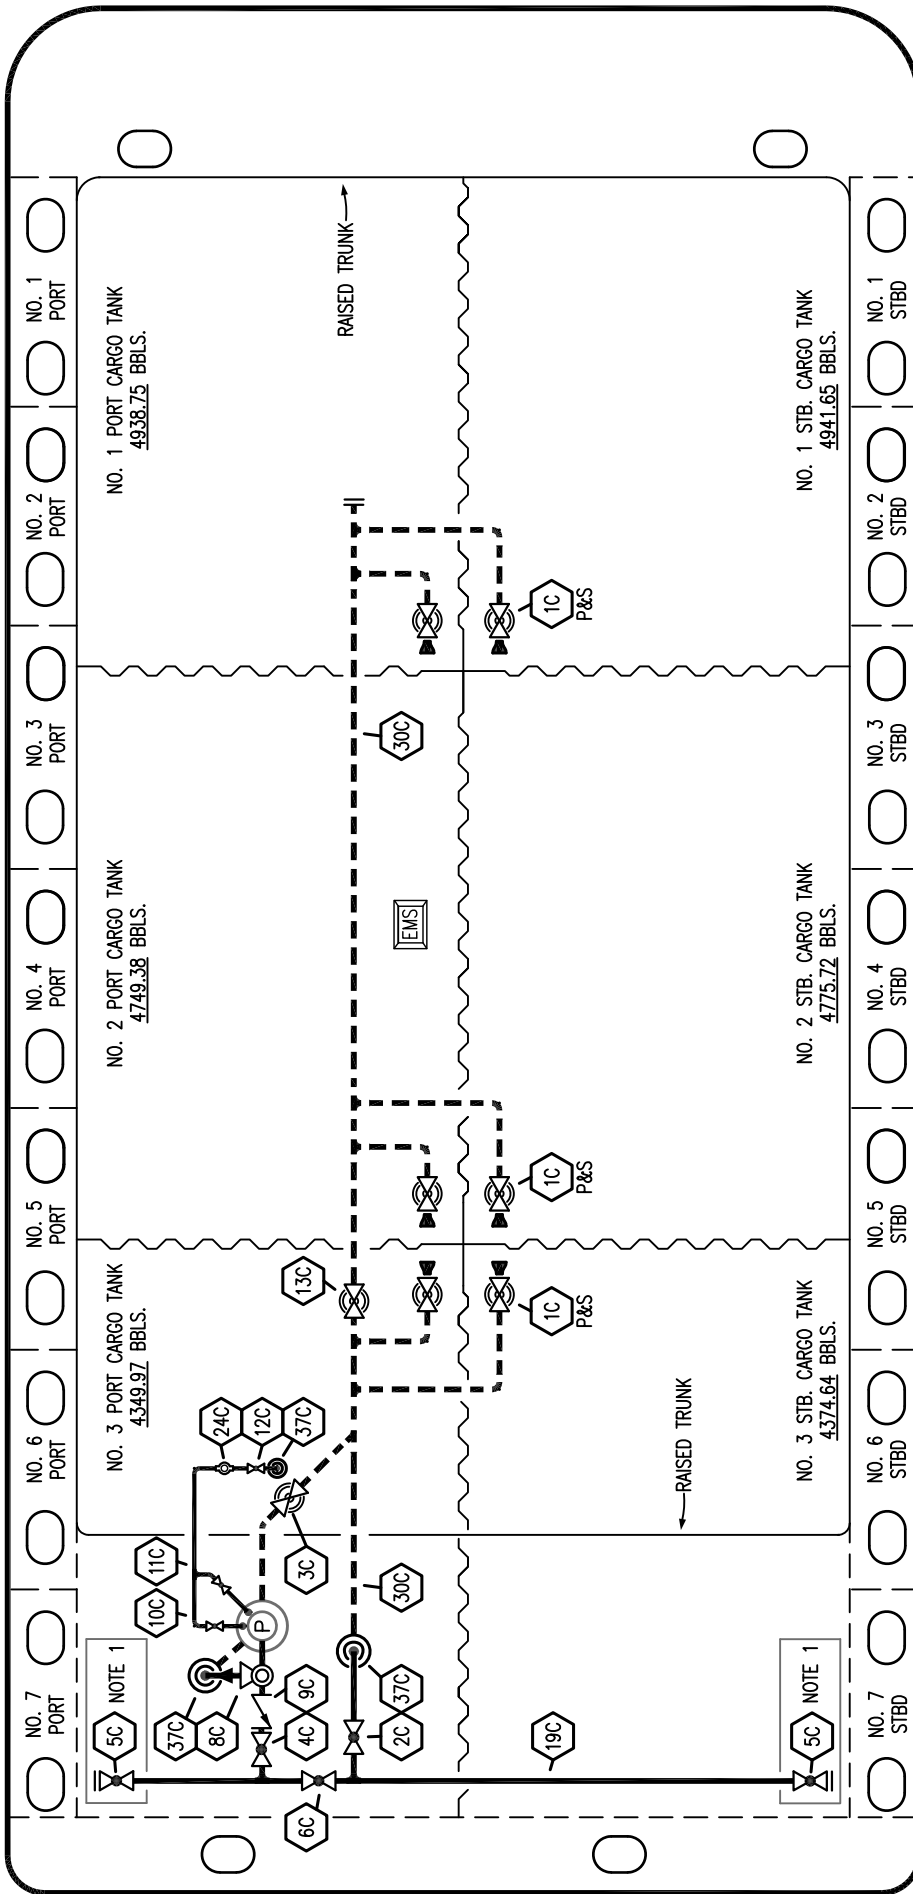 NO. 1
PORT
NO. 2
PORT
NO. 3
PORT
NO. 4
PORT
NO. 5
PORT
NO. 6
PORT
NO. 7
PORT
NO. 1 PORT CARGO TANK
4938.75 BBLS.
RAISED TRUNK
NO. 1 STB. CARGO TANK
4941.65 BBLS.
1C
P&S
30C
NO. 2 PORT CARGO TANK
4749.38 BBLS.
EMS
NO. 2 STB. CARGO TANK
4775.72 BBLS.
1C
P&S
NO. 3 PORT CARGO TANK
4349.97 BBLS.
13C
1C
P&S
NO. 3 STB. CARGO TANK
4374.64 BBLS.
24C
12C
37C
RAISED TRUNK
3C
11C
10C
30C
P
NOTE 1
5C
37C
8C
9C
4C
37C
2C
6C
19C
NOTE 1
5C
NO. 1
STBD
NO. 2
STBD
NO. 3
STBD
NO. 4
STBD
NO. 5
STBD
NO. 6
STBD
NO. 7
STBD